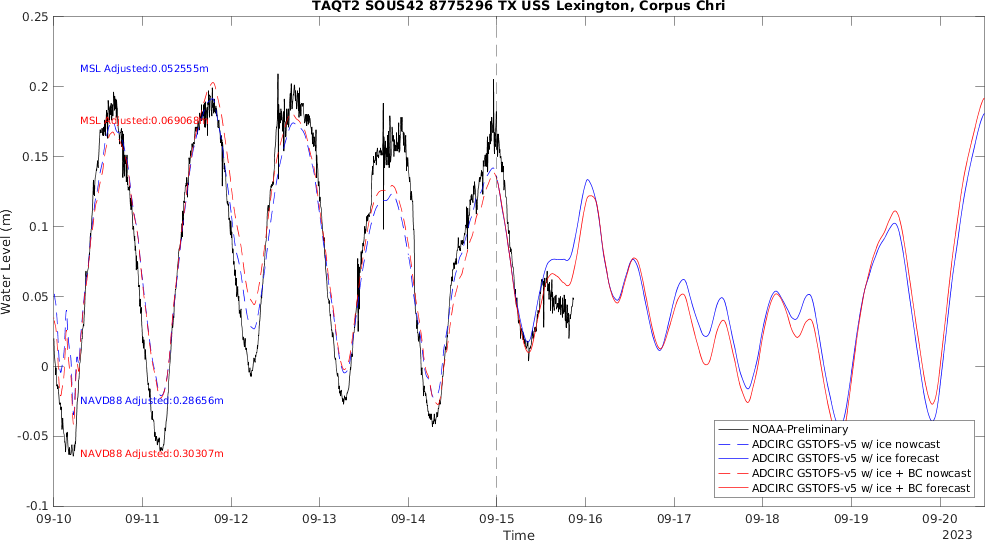 TAQT2 SOUS42 8775296 TX USS Lexington, Corpus Chri
0.25
0.2
0.15
0.1
0.05
0
-0.05
-0.1
Water Level (m)
MSL Adjusted:0.052555m
MSL Adjusted:0.069068m
NAVD88 Adjusted:0.28656m
NAVD88 Adjusted:0.30307m
NOAA-Preliminary
ADCIRC GSTOFS-v5 w/ ice nowcast
ADCIRC GSTOFS-v5 w/ ice forecast
ADCIRC GSTOFS-v5 w/ ice + BC nowcast
ADCIRC GSTOFS-v5 w/ ice + BC forecast
09-10 09-11 09-12 09-13 09-14 09-15 09-16 09-17 09-18 09-19 09-20
Time
2023